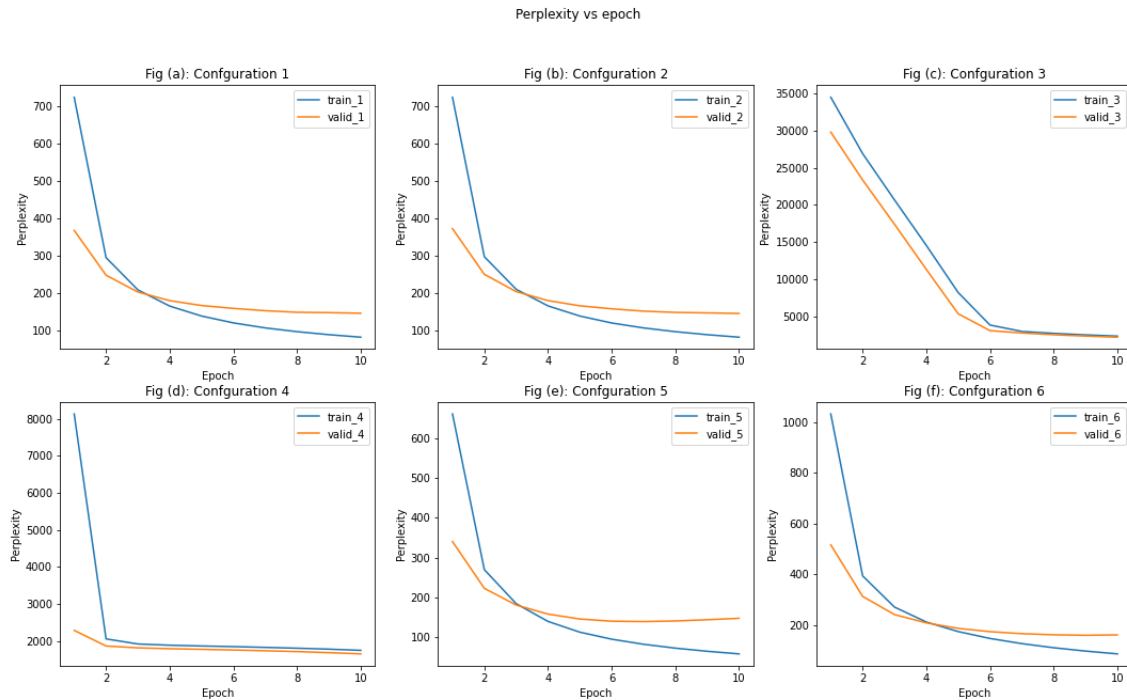 Perplexity vs epoch
Fig (a): Confguration 1
700
600
500
400
300
200
100
Perplexity
train_1
valid_1
2 4 6 8 10
Epoch
Fig (b): Confguration 2
700
600
500
400
300
200
100
Perplexity
train_2
valid_2
2 4 6 8 10
Epoch
Fig (c): Confguration 3
35000
30000
25000
20000
15000
10000
5000
Perplexity
train_3
valid_3
2 4 6 8 10
Epoch
Fig (d): Confguration 4
8000
7000
6000
5000
4000
3000
2000
Perplexity
train_4
valid_4
2 4 6 8 10
Epoch
Fig (e): Confguration 5
600
500
400
300
200
100
Perplexity
train_5
valid_5
2 4 6 8 10
Epoch
Fig (f): Confguration 6
1000
800
600
400
200
Perplexity
train_6
valid_6
2 4 6 8 10
Epoch